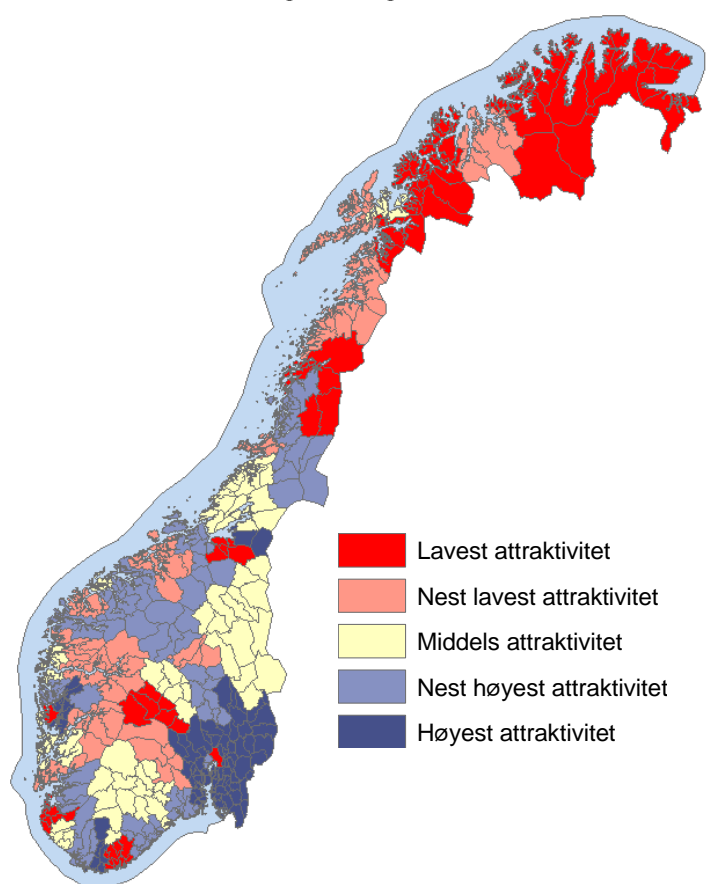 Lavest attraktivitet
Nest lavest attraktivitet
Middels attraktivitet
Nest høyest attraktivitet
Høyest attraktivitet